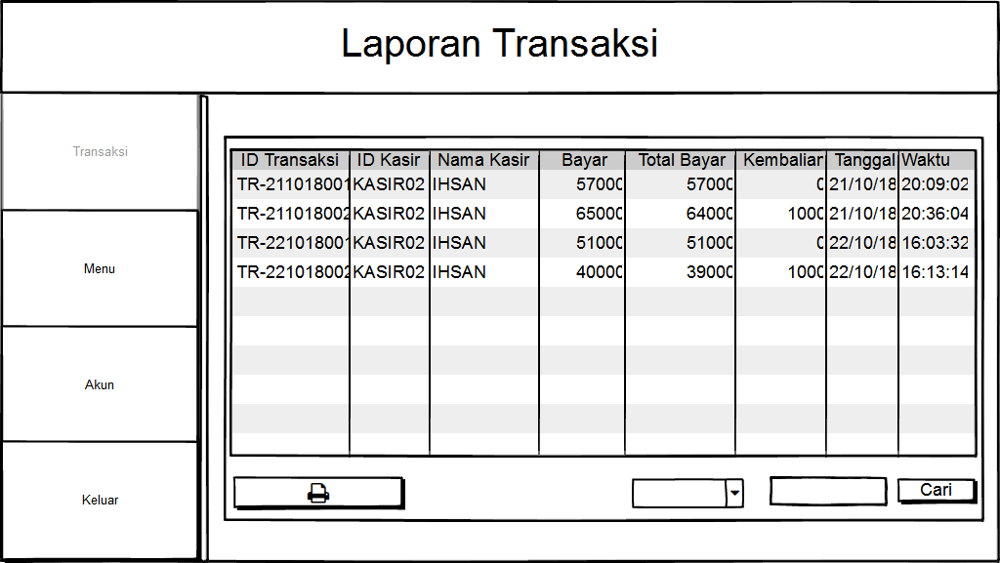 Laporan Transaksi
Transaksi
Menu
Akun
Keluar
ID Transaksi ID Kasir Nama Kasir Bayar Total Bayar Kembalian Tanggal Waktu
TR-211018001 KASIR02 IHSAN 57000 57000 0 21/10/18 20:09:02
TR-211018002 KASIR02 IHSAN 65000 64000 1000 21/10/18 20:36:04
TR-221018001 KASIR02 IHSAN 51000 51000 0 22/10/18 16:03:32
TR-221018002 KASIR02 IHSAN 40000 39000 1000 22/10/18 16:13:14
Cari